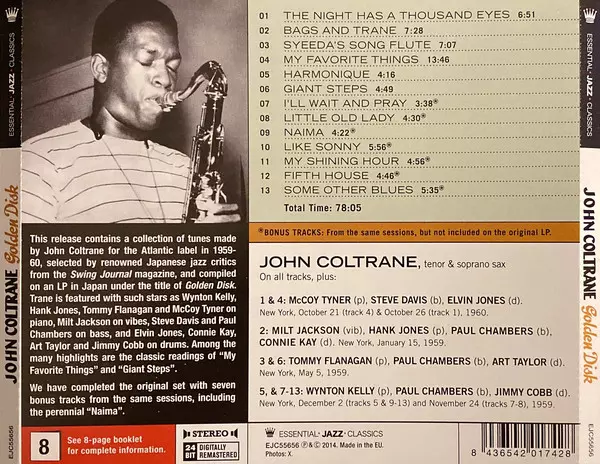 ESSENTIAL · JAZZ · CLASSICS
JOHN COLTRANE Golden Disk
EJC55656
01 THE NIGHT HAS A THOUSAND EYES 6:51
02 BAGS AND TRANE 7:28
03 SYEEDA'S SONG FLUTE 7:07
04 MY FAVORITE THINGS 13:46
05 HARMONIQUE 4:16
06 GIANT STEPS 4:49
07 I'LL WAIT AND PRAY 3:38*
08 LITTLE OLD LADY 4:30*
09 NAIMA 4:22*
10 LIKE SONNY 5:56*
11 MY SHINING HOUR 4:56*
12 FIFTH HOUSE 4:46*
13 SOME OTHER BLUES 5:35*
Total Time: 78:05
*BONUS TRACKS: From the same sessions, but not included on the original LP.
This release contains a collection of tunes made
by John Coltrane for the Atlantic label in 1959-
60, selected by renowned Japanese jazz critics
from the Swing Journal magazine, and compiled
on an LP in Japan under the title of Golden Disk.
Trane is featured with such stars as Wynton Kelly,
Hank Jones, Tommy Flanagan and McCoy Tyner on
piano, Milt Jackson on vibes, Steve Davis and Paul
Chambers on bass, and Elvin Jones, Connie Kay,
Art Taylor and Jimmy Cobb on drums. Among the
many highlights are the classic readings of "My
Favorite Things" and "Giant Steps".
We have completed the original set with seven
bonus tracks from the same sessions, including
the perennial "Naima".
JOHN COLTRANE, tenor & soprano sax
On all tracks, plus:
1 & 4: McCOY TYNER (p), STEVE DAVIS (b), ELVIN JONES (d).
New York, October 21 (track 4) & October 26 (track 1), 1960.
2: MILT JACKSON (vib), HANK JONES (p), PAUL CHAMBERS (b),
CONNIE KAY (d). New York, January 15, 1959.
3 & 6: TOMMY FLANAGAN (p), PAUL CHAMBERS (b), ART TAYLOR (d).
New York, May 5, 1959.
5, & 7-13: WYNTON KELLY (p), PAUL CHAMBERS (b), JIMMY COBB (d).
New York, December 2 (tracks 5 & 9-13) and November 24 (tracks 7-8), 1959.
8
See 8-page booklet
for complete information.
STEREO
24 BIT DIGITALLY REMASTERED
ESSENTIAL · JAZZ · CLASSICS
EJC55656 ℗ & © 2014. Made in the EU.
Photos: X.
8 436542 017428
ESSENTIAL · JAZZ · CLASSICS
JOHN COLTRANE Golden Disk
EJC55656